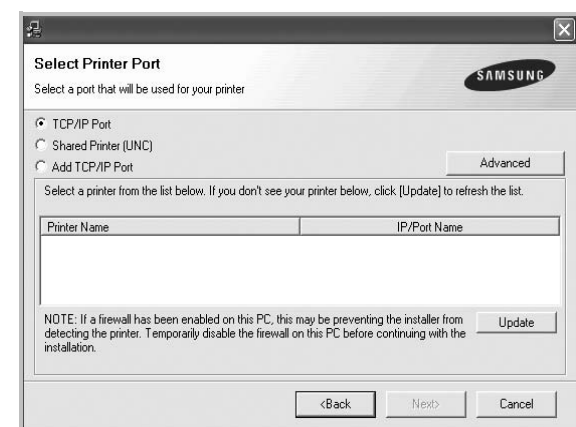 Select Printer Port
Select a port that will be used for your printer
SAMSUNG
TCP/IP Port
Shared Printer (UNC)
Add TCP/IP Port
Advanced
Select a printer from the list below. If you don't see your printer below, click [Update] to refresh the list.
Printer Name IP/Port Name
NOTE: If a firewall has been enabled on this PC, this may be preventing the installer from
detecting the printer. Temporarily disable the firewall on this PC before continuing with the
installation.
Update
<Back Next> Cancel